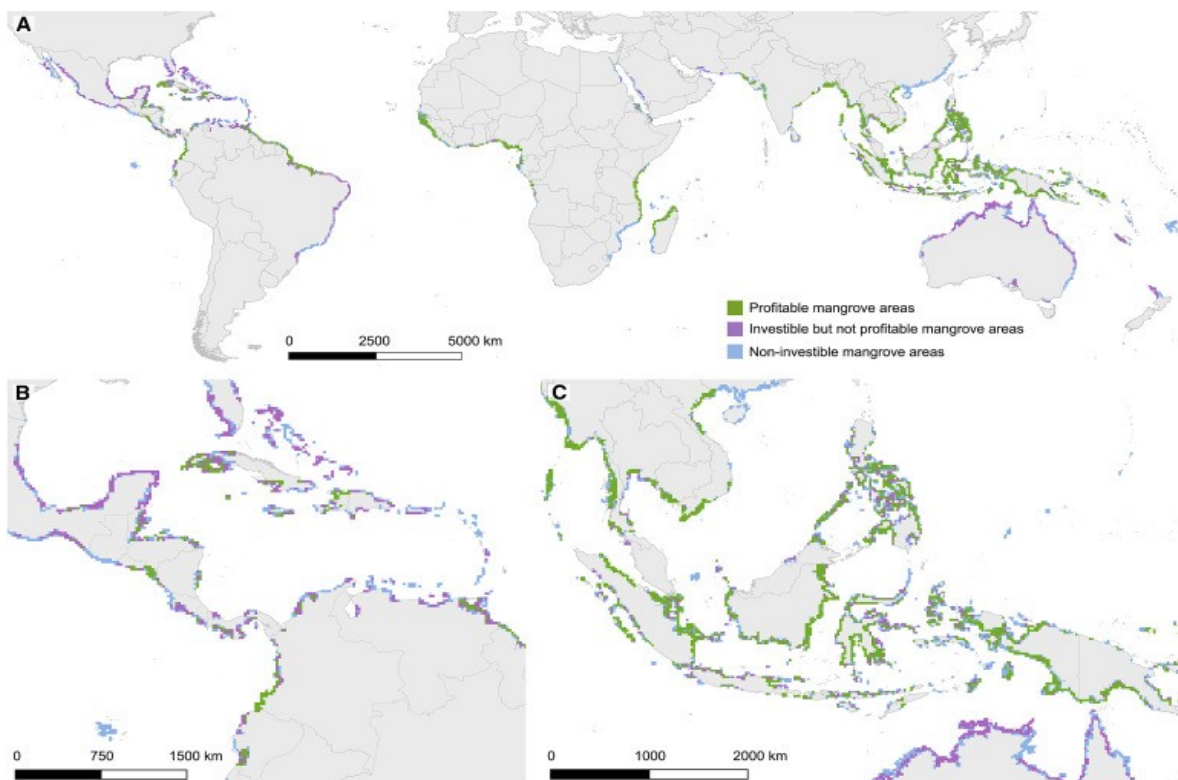 A
Profitable mangrove areas
Investible but not profitable mangrove areas
Non-investible mangrove areas
0 2500 5000 km
B
0 750 1500 km
C
0 1000 2000 km